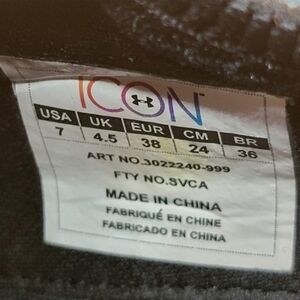 ICON
USA UK EUR CM BR
7 4.5 38 24 36
ART NO.3022240-999
FTY NO.SVCA
MADE IN CHINA
FABRIQUÉ EN CHINE
FABRICADO EN CHINA